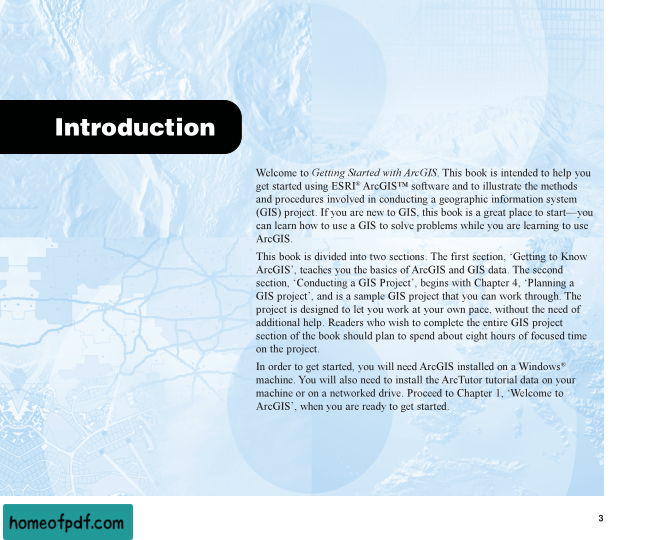 Introduction
Welcome to Getting Started with ArcGIS. This book is intended to help you
get started using ESRI® ArcGIS™ software and to illustrate the methods
and procedures involved in conducting a geographic information system
(GIS) project. If you are new to GIS, this book is a great place to start—you
can learn how to use a GIS to solve problems while you are learning to use
ArcGIS.
This book is divided into two sections. The first section, ‘Getting to Know
ArcGIS’, teaches you the basics of ArcGIS and GIS data. The second
section, ‘Conducting a GIS Project’, begins with Chapter 4, ‘Planning a
GIS project’, and is a sample GIS project that you can work through. The
project is designed to let you work at your own pace, without the need of
additional help. Readers who wish to complete the entire GIS project
section of the book should plan to spend about eight hours of focused time
on the project.
In order to get started, you will need ArcGIS installed on a Windows®
machine. You will also need to install the ArcTutor tutorial data on your
machine or on a networked drive. Proceed to Chapter 1, ‘Welcome to
ArcGIS’, when you are ready to get started.
3
homeofpdf.com